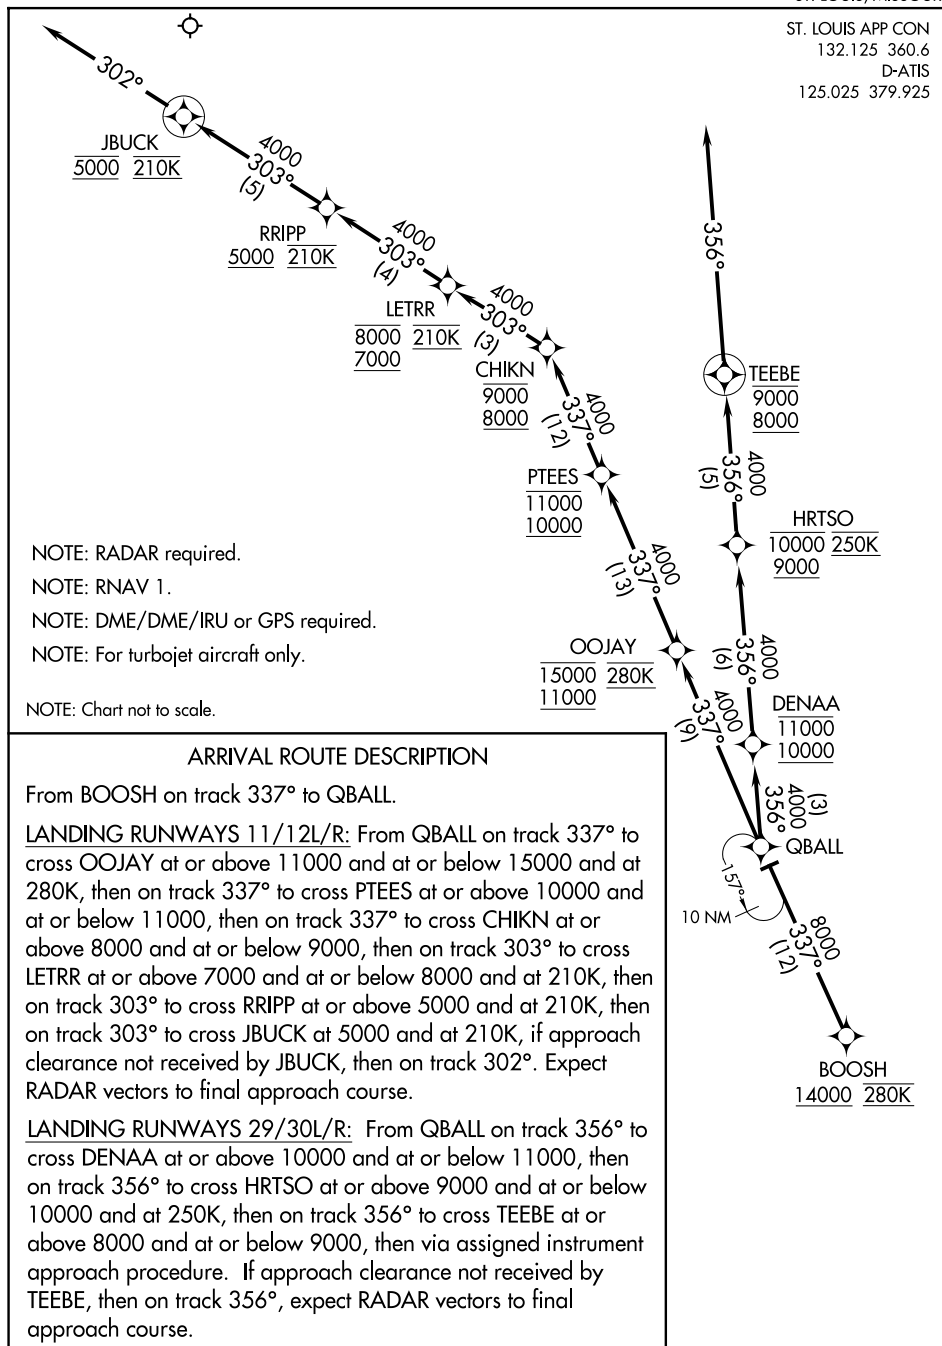 ST. LOUIS APP CON
132.125 360.6
D-ATIS
125.025 379.925
302°
JBUCK
5000 210K
4000
303°
(5)
RRIPP
5000 210K
4000
303°
(4)
LETRR
8000 210K
7000
4000
303°
(3)
CHIKN
9000
8000
4000
337°
(12)
PTEES
11000
10000
4000
337°
(13)
OOJAY
15000 280K
11000
4000
337°
(9)
356°
TEEBE
9000
8000
4000
356°
(5)
HRTSO
10000 250K
9000
4000
356°
(6)
DENAA
11000
10000
(3)
4000
356°
QBALL
157°
10 NM
8000
337°
(12)
BOOSH
14000 280K
NOTE: RADAR required.
NOTE: RNAV 1.
NOTE: DME/DME/IRU or GPS required.
NOTE: For turbojet aircraft only.
NOTE: Chart not to scale.
ARRIVAL ROUTE DESCRIPTION
From BOOSH on track 337° to QBALL.
LANDING RUNWAYS 11/12L/R: From QBALL on track 337° to
cross OOJAY at or above 11000 and at or below 15000 and at
280K, then on track 337° to cross PTEES at or above 10000 and
at or below 11000, then on track 337° to cross CHIKN at or
above 8000 and at or below 9000, then on track 303° to cross
LETRR at or above 7000 and at or below 8000 and at 210K, then
on track 303° to cross RRIPP at or above 5000 and at 210K, then
on track 303° to cross JBUCK at 5000 and at 210K, if approach
clearance not received by JBUCK, then on track 302°. Expect
RADAR vectors to final approach course.
LANDING RUNWAYS 29/30L/R: From QBALL on track 356° to
cross DENAA at or above 10000 and at or below 11000, then
on track 356° to cross HRTSO at or above 9000 and at or below
10000 and at 250K, then on track 356° to cross TEEBE at or
above 8000 and at or below 9000, then via assigned instrument
approach procedure. If approach clearance not received by
TEEBE, then on track 356°, expect RADAR vectors to final
approach course.